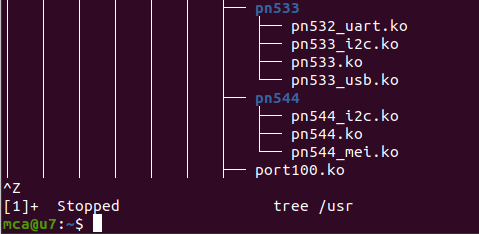 pn533
pn532_uart.ko
pn533_i2c.ko
pn533.ko
pn533_usb.ko
pn544
pn544_i2c.ko
pn544.ko
pn544_mei.ko
port100.ko
^Z
[1]+  Stopped                 tree /usr
mca@u7:~$